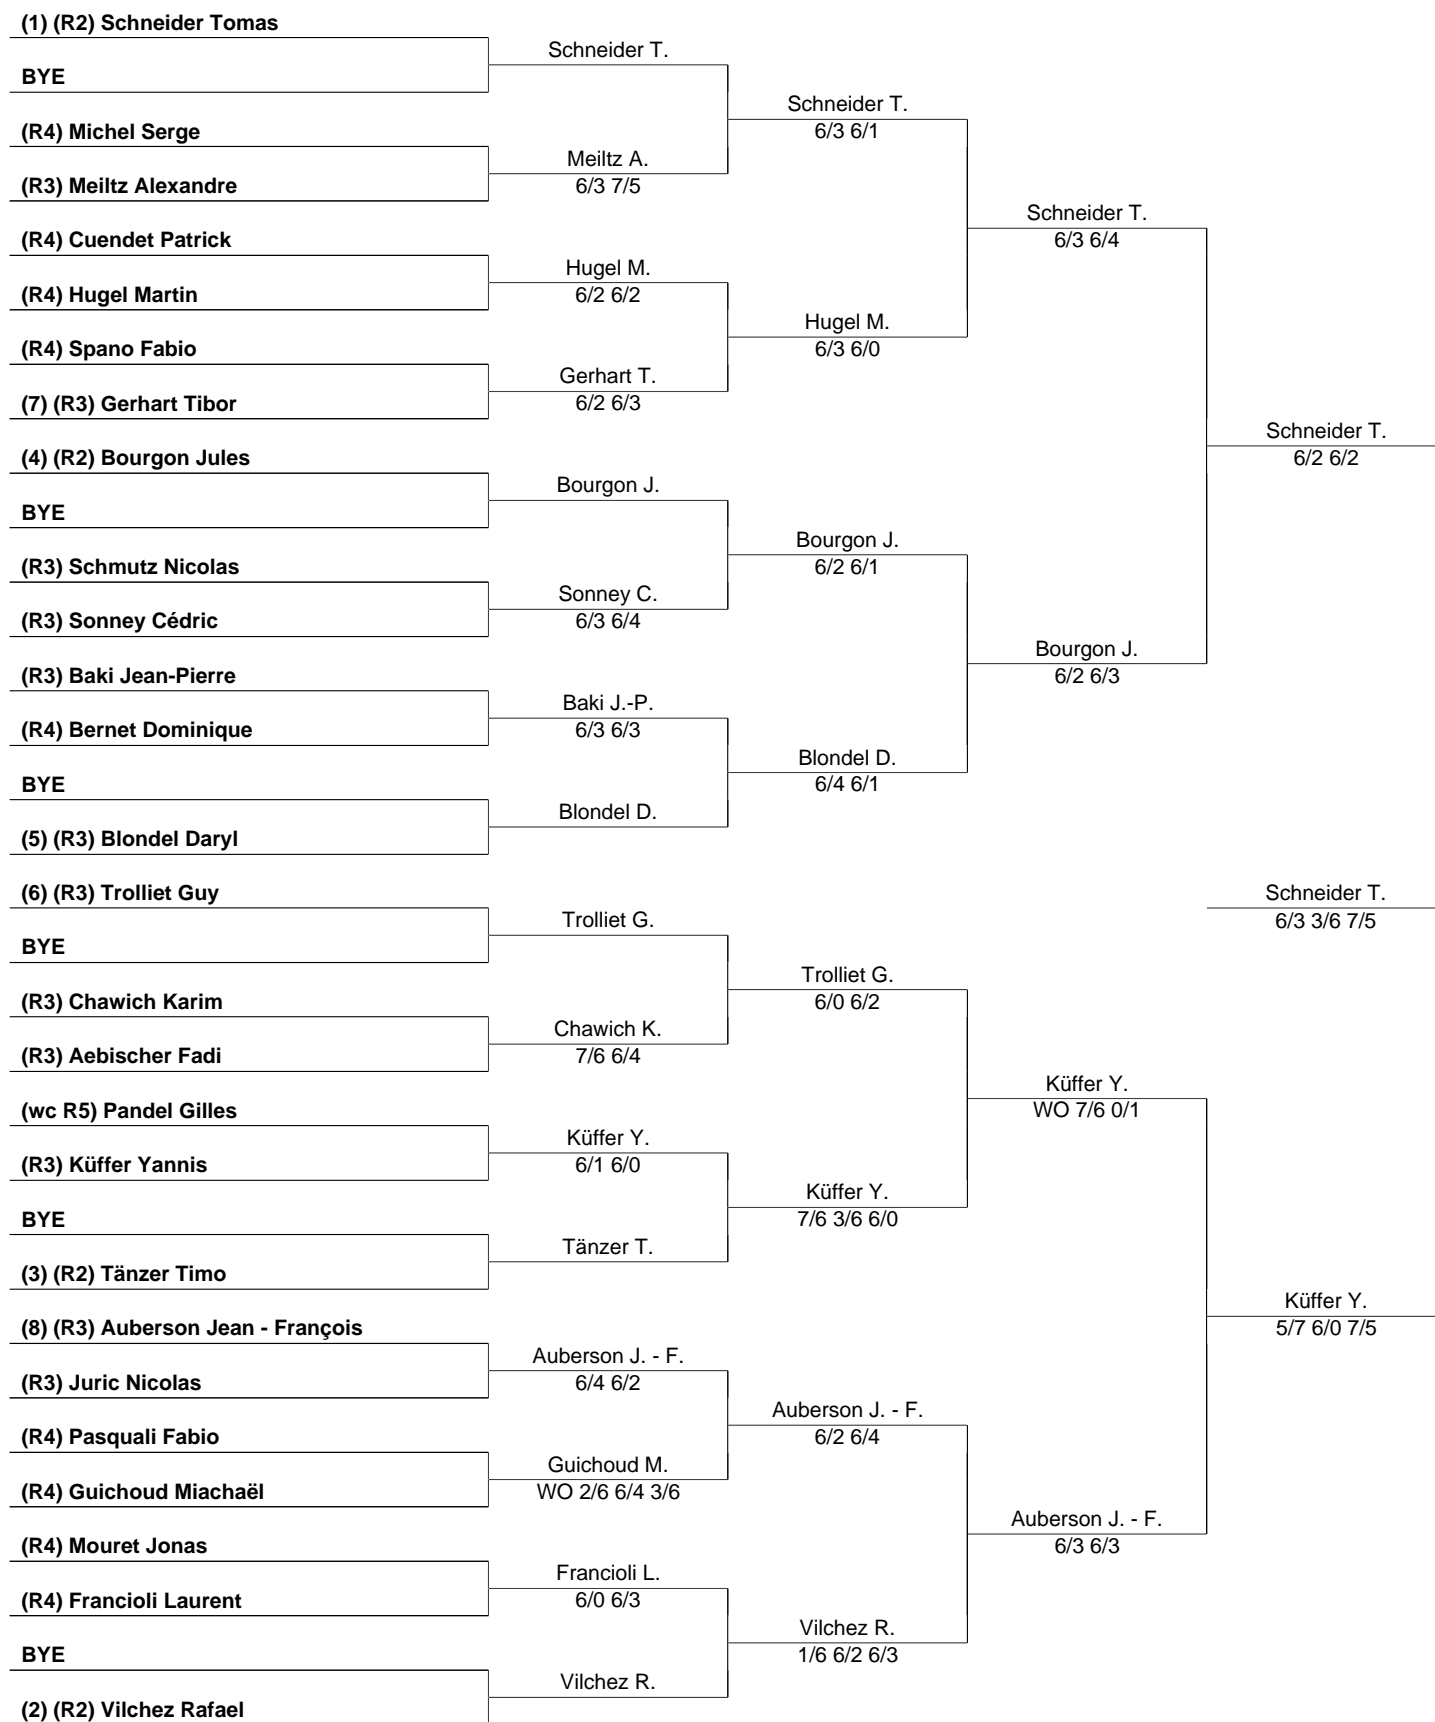 (1) (R2) Schneider Tomas
BYE
(R4) Michel Serge
(R3) Meiltz Alexandre
(R4) Cuendet Patrick
(R4) Hugel Martin
(R4) Spano Fabio
(7) (R3) Gerhart Tibor
(4) (R2) Bourgon Jules
BYE
(R3) Schmutz Nicolas
(R3) Sonney Cédric
(R3) Baki Jean-Pierre
(R4) Bernet Dominique
BYE
(5) (R3) Blondel Daryl
(6) (R3) Trolliet Guy
BYE
(R3) Chawich Karim
(R3) Aebischer Fadi
(wc R5) Pandel Gilles
(R3) Küffer Yannis
BYE
(3) (R2) Tänzer Timo
(8) (R3) Auberson Jean - François
(R3) Juric Nicolas
(R4) Pasquali Fabio
(R4) Guichoud Miachaël
(R4) Mouret Jonas
(R4) Francioli Laurent
BYE
(2) (R2) Vilchez Rafael
Schneider T.
Meiltz A.
6/3 7/5
Hugel M.
6/2 6/2
Gerhart T.
6/2 6/3
Bourgon J.
Sonney C.
6/3 6/4
Baki J.-P.
6/3 6/3
Blondel D.
Trolliet G.
Chawich K.
7/6 6/4
Küffer Y.
6/1 6/0
Tänzer T.
Auberson J. - F.
6/4 6/2
Guichoud M.
WO 2/6 6/4 3/6
Francioli L.
6/0 6/3
Vilchez R.
Schneider T.
6/3 6/1
Hugel M.
6/3 6/0
Bourgon J.
6/2 6/1
Blondel D.
6/4 6/1
Trolliet G.
6/0 6/2
Küffer Y.
7/6 3/6 6/0
Auberson J. - F.
6/2 6/4
Vilchez R.
1/6 6/2 6/3
Schneider T.
6/3 6/4
Bourgon J.
6/2 6/3
Küffer Y.
WO 7/6 0/1
Auberson J. - F.
6/3 6/3
Schneider T.
6/2 6/2
Schneider T.
6/3 3/6 7/5
Küffer Y.
5/7 6/0 7/5